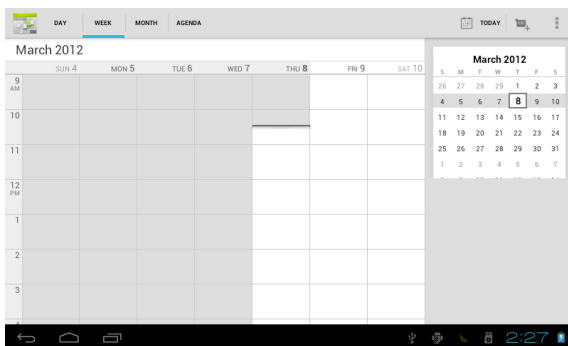 DAY WEEK MONTH AGENDA TODAY
March 2012
SUN 4 MON 5 TUE 6 WED 7 THU 8 FRI 9 SAT 10
9
AM
10
11
12
PM
1
2
3
March 2012
S M T W T F S
26 27 28 29 1 2 3
4 5 6 7 8 9 10
11 12 13 14 15 16 17
18 19 20 21 22 23 24
25 26 27 28 29 30 31
1 2 3 4 5 6 7
2:27